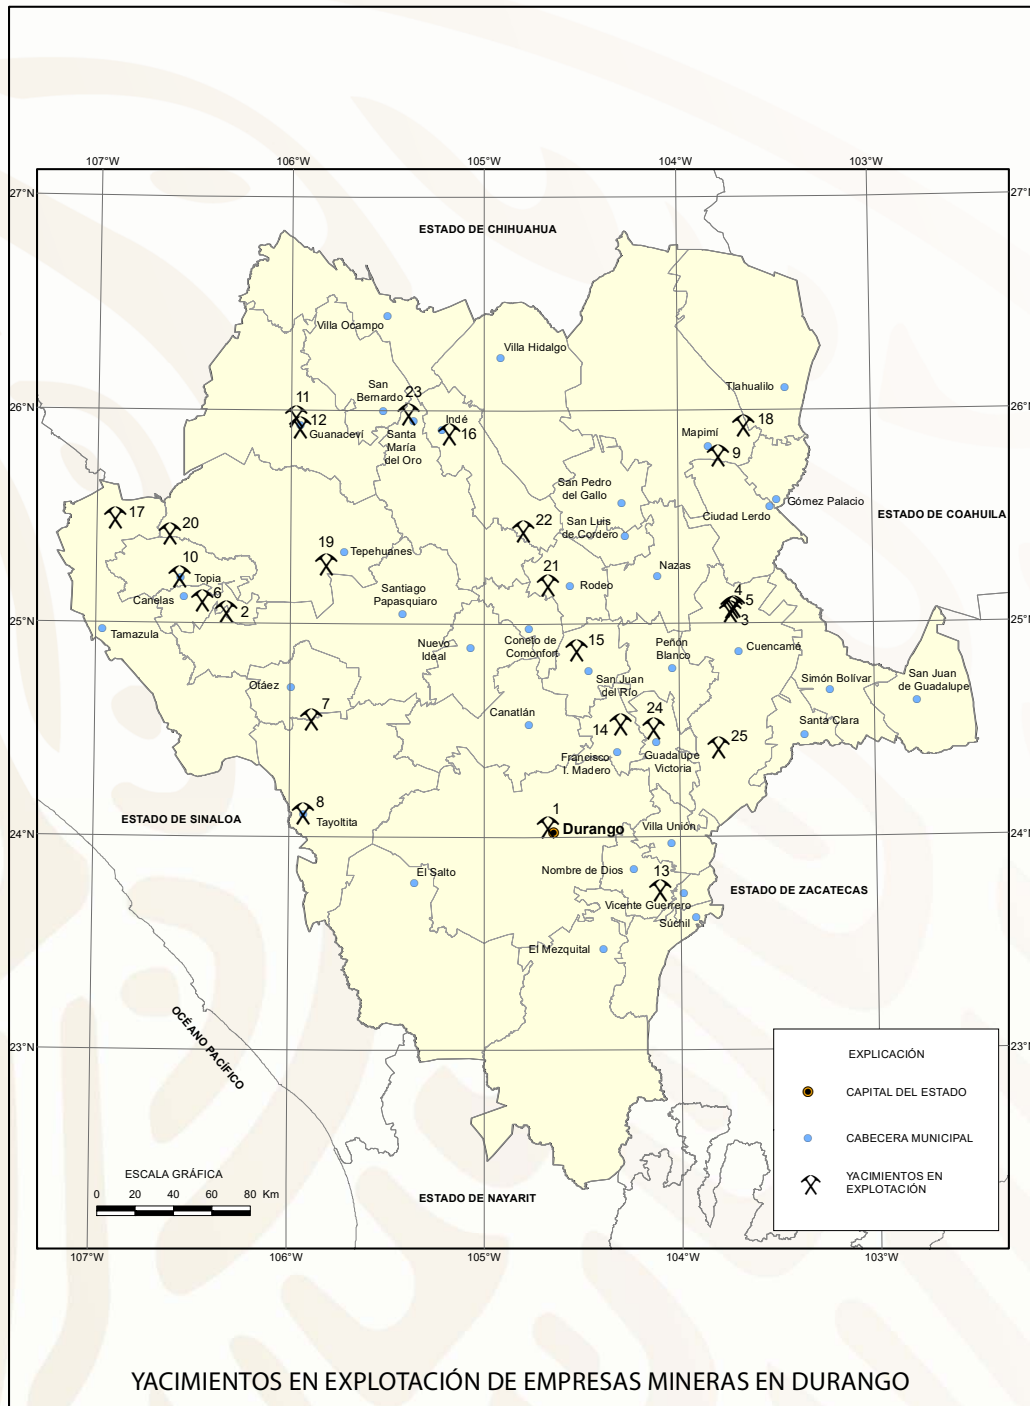 107°W
106°W
105°W
104°W
103°W
27°N
27°N
ESTADO DE CHIHUAHUA
Villa Ocampo
Villa Hidalgo
Tlahualilo
San
Bernardo
23
26°N
26°N
11
12
Guanaceví
Santa
María
del Oro
Indé
16
18
Mapimí
9
San Pedro
del Gallo
Gómez Palacio
Ciudad Lerdo
ESTADO DE COAHUILA
17
20
22
San Luis
de Cordero
19
Tepehuanes
10
Topia
21
Rodeo
Nazas
Canelas
6
2
Santiago
Papasquiaro
4
5
3
25°N
25°N
Tamazula
Nuevo
Idéal
Coneto de
Comonfort
15
Peñón
Blanco
Cuencamé
San Juan
del Río
Simón Bolívar
San Juan
de Guadalupe
Otáez
7
Canatlán
14
24
Santa Clara
25
Francisco
I. Madero
Guadalupe
Victoria
8
Tayoltita
ESTADO DE SINALOA
1
Durango
Villa Unión
24°N
24°N
El Salto
Nombre de Dios
13
ESTADO DE ZACATECAS
Vicente Guerrero
Súchil
El Mezquital
OCÉANO PACÍFICO
23°N
23°N
EXPLICACIÓN
CAPITAL DEL ESTADO
CABECERA MUNICIPAL
YACIMIENTOS EN
EXPLOTACIÓN
ESCALA GRÁFICA
0 20 40 60 80 Km
ESTADO DE NAYARIT
107°W
106°W
105°W
104°W
103°W
YACIMIENTOS EN EXPLOTACIÓN DE EMPRESAS MINERAS EN DURANGO